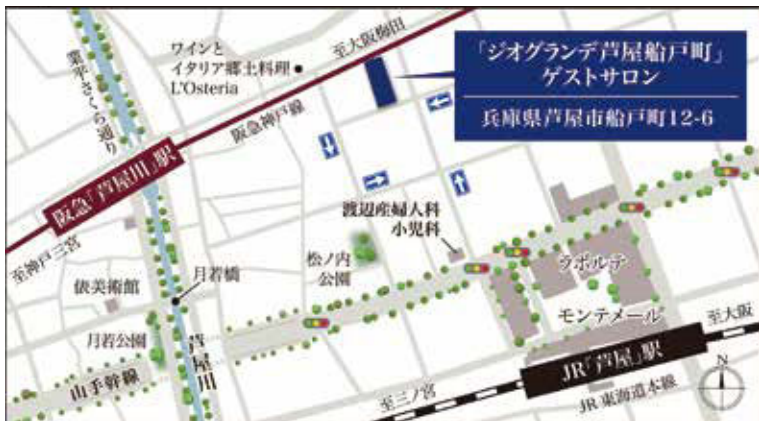 「ジオグランデ芦屋船戸町」
ゲストサロン
兵庫県芦屋市船戸町12-6
ワインと
イタリア郷土料理
L'Osteria
至大阪梅田
阪急神戸線
業平さくら通り
阪急「芦屋川」駅
至神戸三宮
渡辺産婦人科
小児科
松ノ内
公園
月若橋
俵美術館
月若公園
芦屋川
山手幹線
ラポルテ
モンテメール
至大阪
JR「芦屋」駅
至三ノ宮
JR東海道本線
N